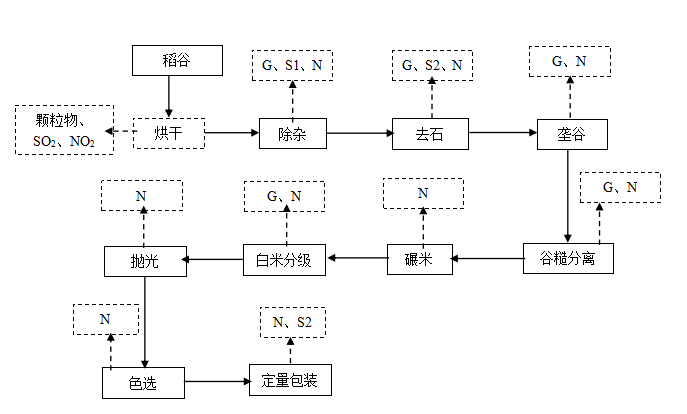 稻谷
G、S1、N
G、S2、N
G、N
颗粒物、
SO₂、NO₂
烘干
除杂
去石
垄谷
N
G、N
N
G、N
抛光
白米分级
碾米
谷糙分离
N
N、S2
色选
定量包装